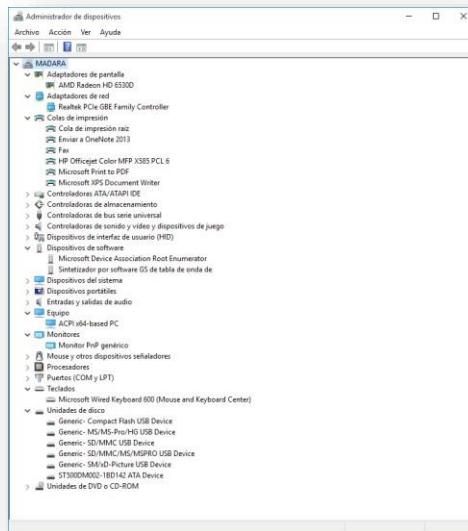 Administrador de dispositivos
Archivo Acción Ver Ayuda
MADARA
Adaptadores de pantalla
AMD Radeon HD 6530D
Adaptadores de red
Realtek PCIe GBE Family Controller
Colas de impresión
Cola de impresión raíz
Enviar a OneNote 2013
Fax
HP Officejet Color MFP X585 PCL 6
Microsoft Print to PDF
Microsoft XPS Document Writer
Controladoras ATA/ATAPI IDE
Controladoras de almacenamiento
Controladoras de bus serie universal
Controladoras de sonido y vídeo y dispositivos de juego
Dispositivos de interfaz de usuario (HID)
Dispositivos de software
Microsoft Device Association Root Enumerator
Sintetizador por software GS de tabla de onda de
Dispositivos del sistema
Dispositivos portátiles
Entradas y salidas de audio
Equipo
ACPI x64-based PC
Monitores
Monitor PnP genérico
Mouse y otros dispositivos señaladores
Procesadores
Puertos (COM y LPT)
Teclados
Microsoft Wired Keyboard 600 (Mouse and Keyboard Center)
Unidades de disco
Generic- Compact Flash USB Device
Generic- MS/MS-Pro/HG USB Device
Generic- SD/MMC USB Device
Generic- SD/MMC/MS/MSPRO USB Device
Generic- SM/xD-Picture USB Device
ST500DM002-1BD142 ATA Device
Unidades de DVD o CD-ROM